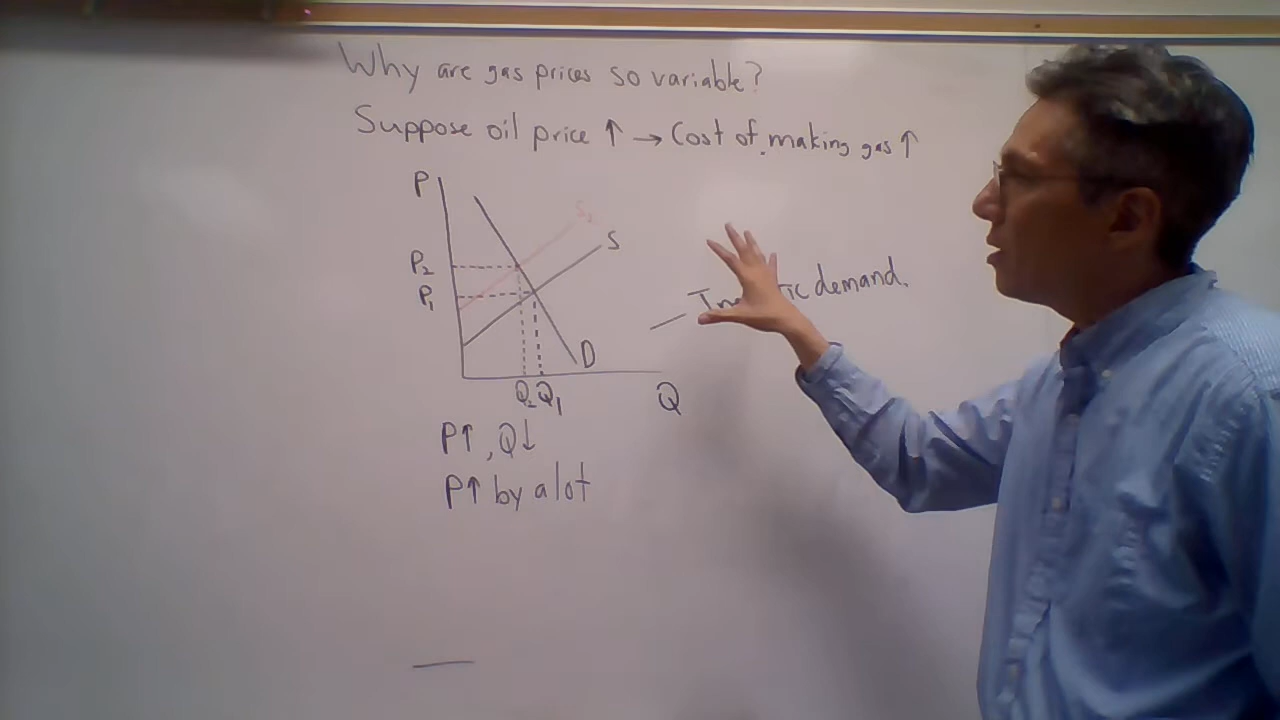 Why are gas prices so variable?
Suppose oil price ↑ → Cost of making gas ↑
P
S₂
S
P₂
P₁
demand.
D
Q₂ Q₁
Q
P↑, Q↓
P↑ by a lot